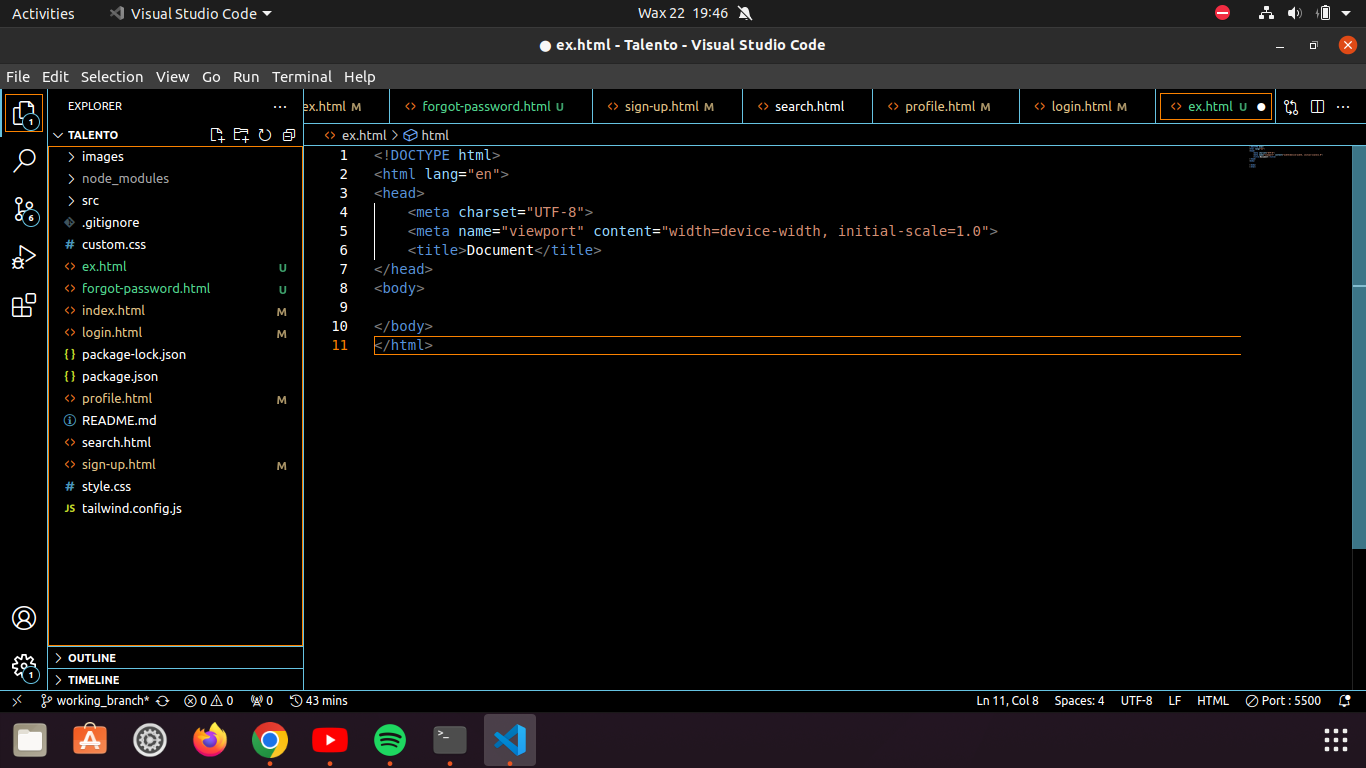 Activities
Visual Studio Code
Wax 22 19:46
ex.html - Talento - Visual Studio Code
File Edit Selection View Go Run Terminal Help
EXPLORER
ex.html M
forgot-password.html U
sign-up.html M
search.html
profile.html M
login.html M
ex.html U
TALENTO
ex.html > html
images
node_modules
src
.gitignore
custom.css
ex.html U
forgot-password.html U
index.html M
login.html M
package-lock.json
package.json
profile.html M
README.md
search.html
sign-up.html M
style.css
JS tailwind.config.js
1 <!DOCTYPE html>
2 <html lang="en">
3 <head>
4 <meta charset="UTF-8">
5 <meta name="viewport" content="width=device-width, initial-scale=1.0">
6 <title>Document</title>
7 </head>
8 <body>
9
10 </body>
11 </html>
1
6
1
OUTLINE
TIMELINE
working_branch* 0 0 0 43 mins
Ln 11, Col 8 Spaces: 4 UTF-8 LF HTML Port : 5500